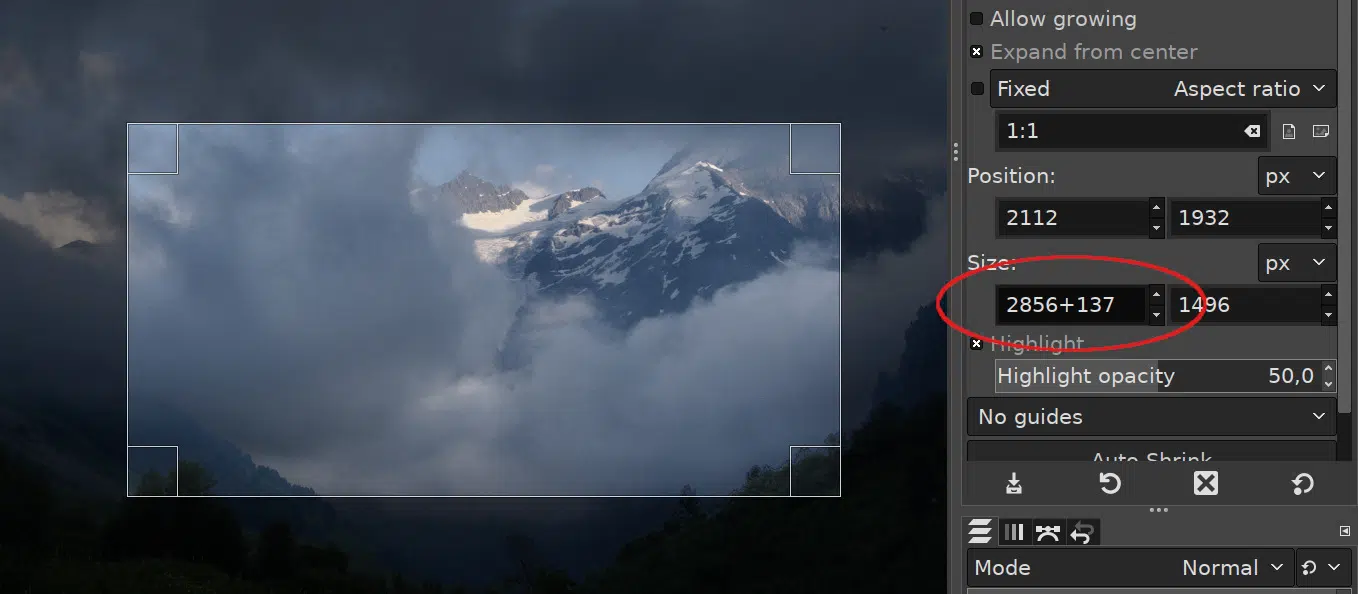 Allow growing
Expand from center
Fixed Aspect ratio
1:1
Position: px
2112 1932
Size: px
2856+137 1496
Highlight
Highlight opacity 50,0
No guides
Auto Shrink
Mode Normal